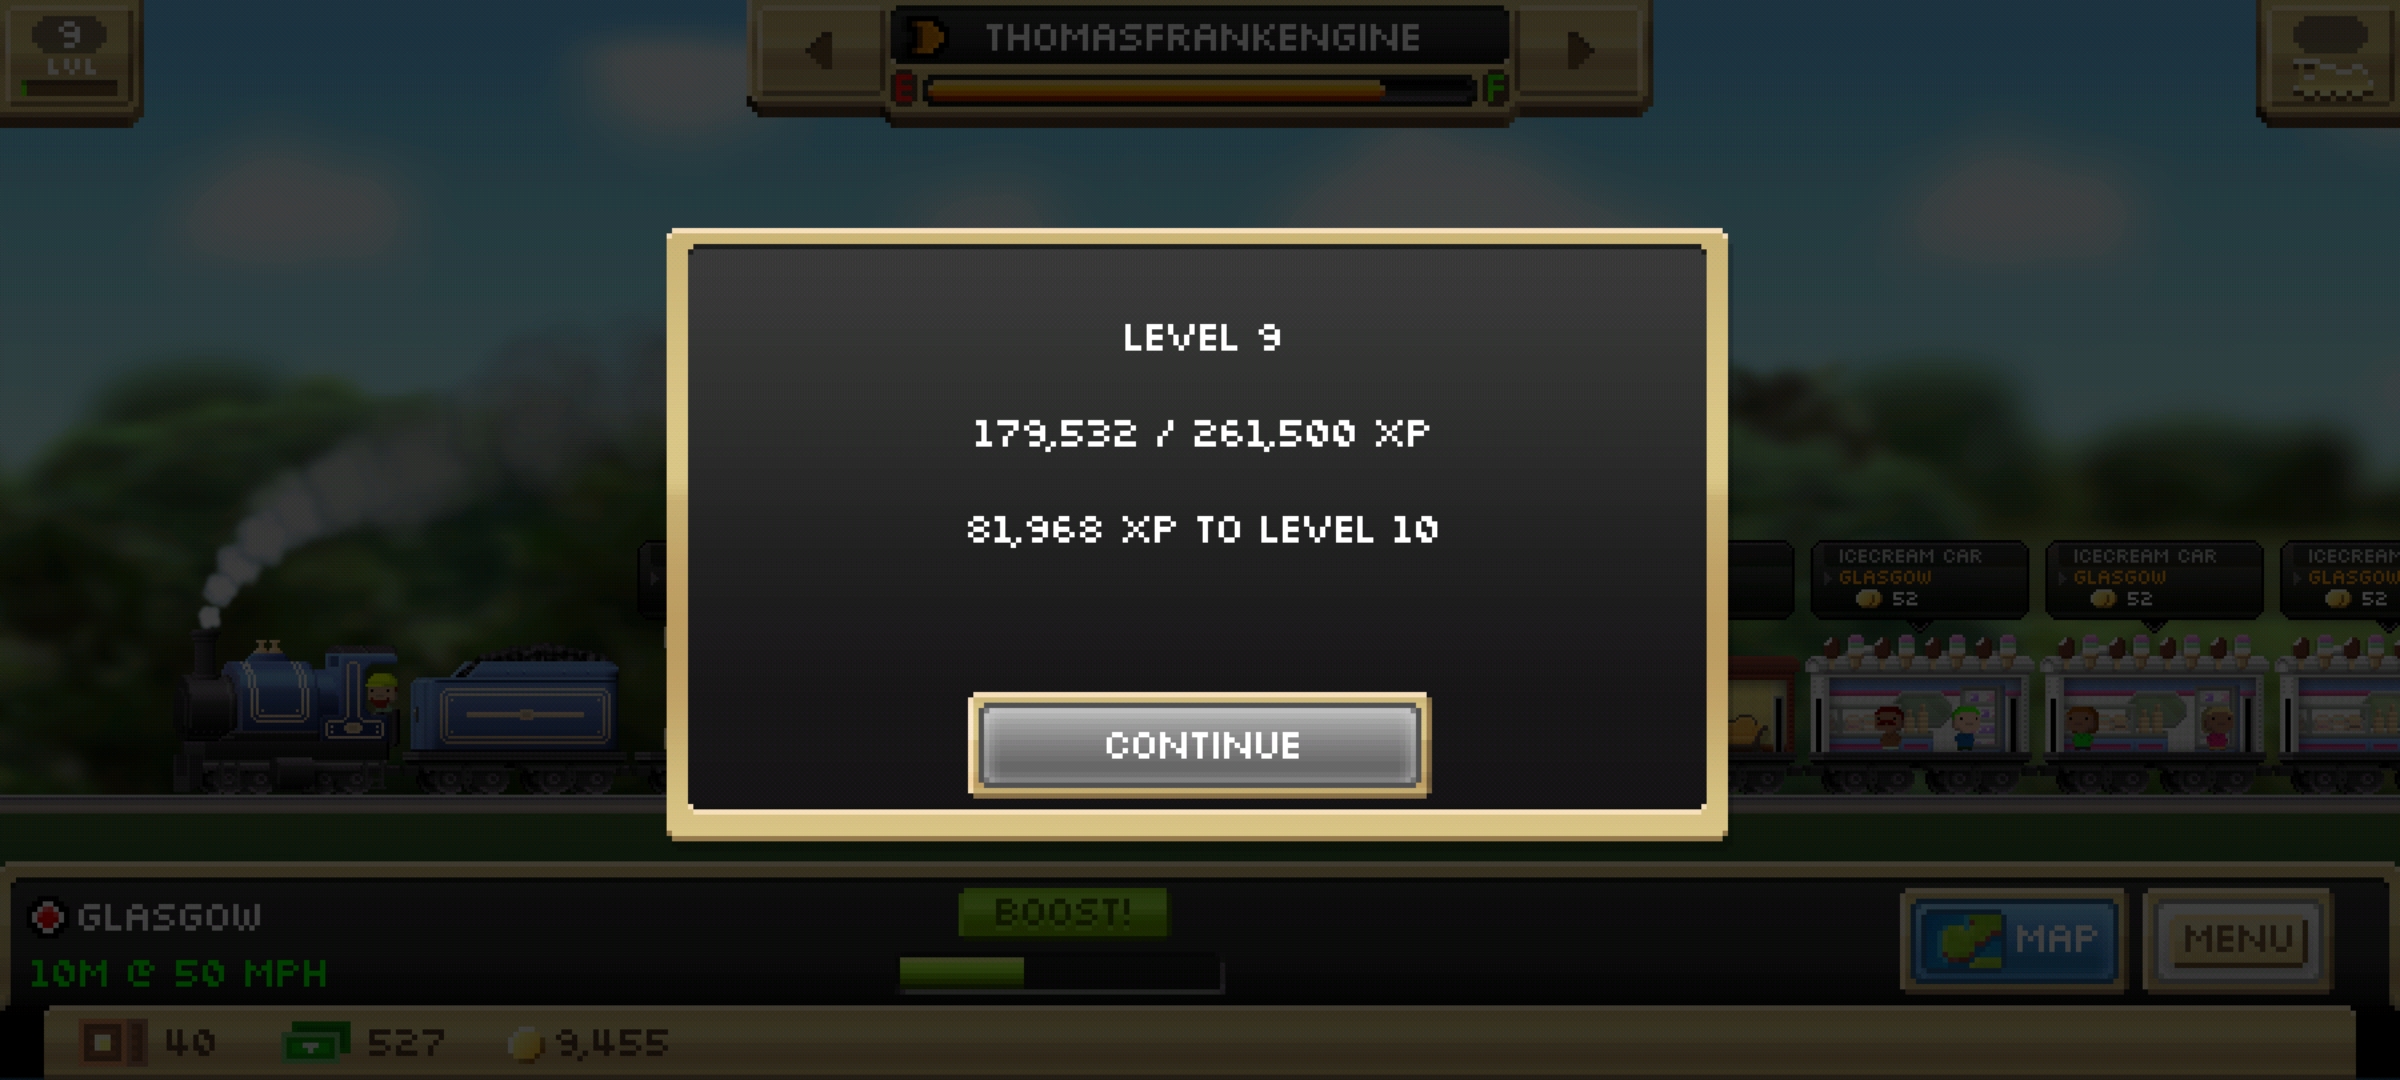 9
LVL
THOMASFRANKENGINE
E F
LEVEL 9
179,532 / 261,500 XP
81,968 XP TO LEVEL 10
CONTINUE
ICECREAM CAR
GLASGOW
52
ICECREAM CAR
GLASGOW
52
ICECREAM
GLASGOW
52
GLASGOW
10M @ 50 MPH
BOOST!
MAP
MENU
40
527
9,455